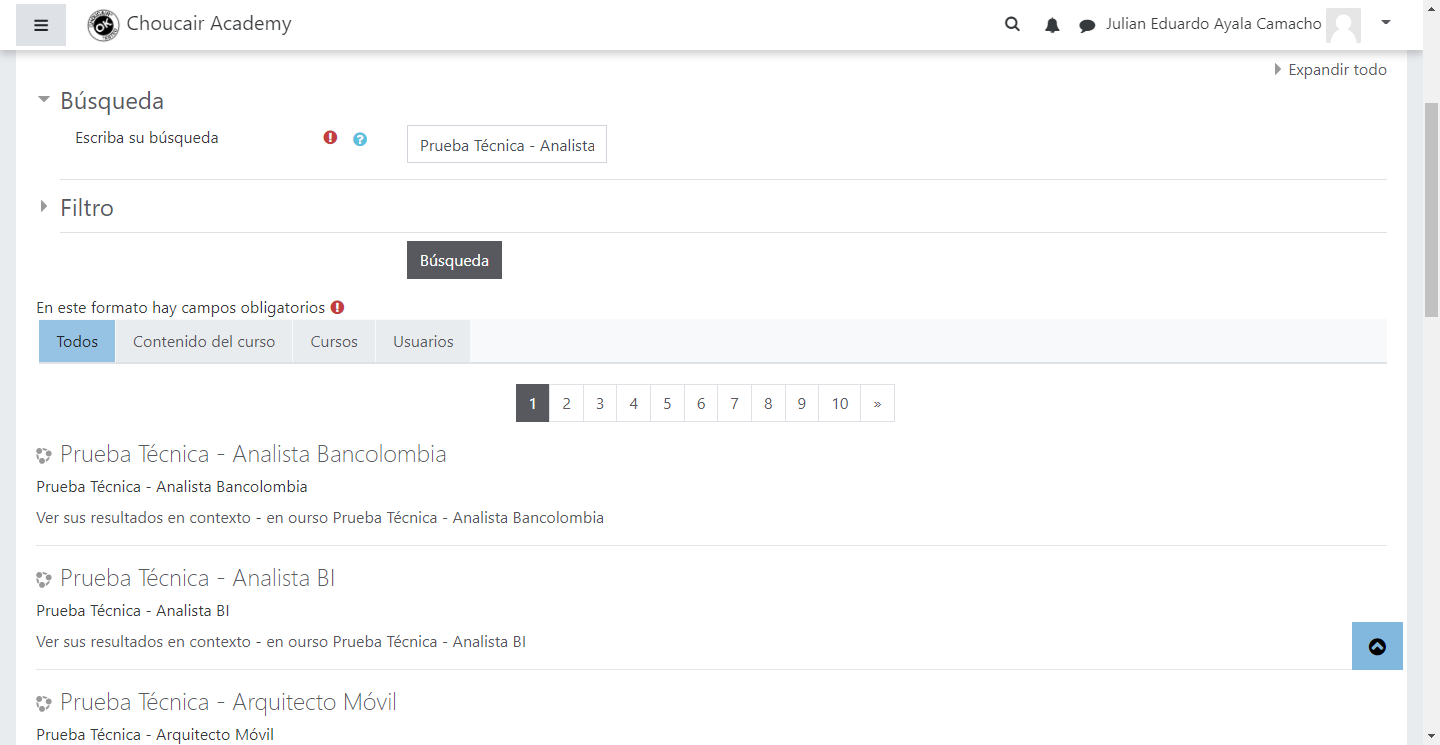 Choucair Academy
Julian Eduardo Ayala Camacho
Expandir todo
Búsqueda
Escriba su búsqueda
Prueba Técnica - Analista
Filtro
Búsqueda
En este formato hay campos obligatorios
Todos Contenido del curso Cursos Usuarios
1 2 3 4 5 6 7 8 9 10 »
Prueba Técnica - Analista Bancolombia
Prueba Técnica - Analista Bancolombia
Ver sus resultados en contexto - en ourso Prueba Técnica - Analista Bancolombia
Prueba Técnica - Analista BI
Prueba Técnica - Analista BI
Ver sus resultados en contexto - en ourso Prueba Técnica - Analista BI
Prueba Técnica - Arquitecto Móvil
Prueba Técnica - Arquitecto Móvil